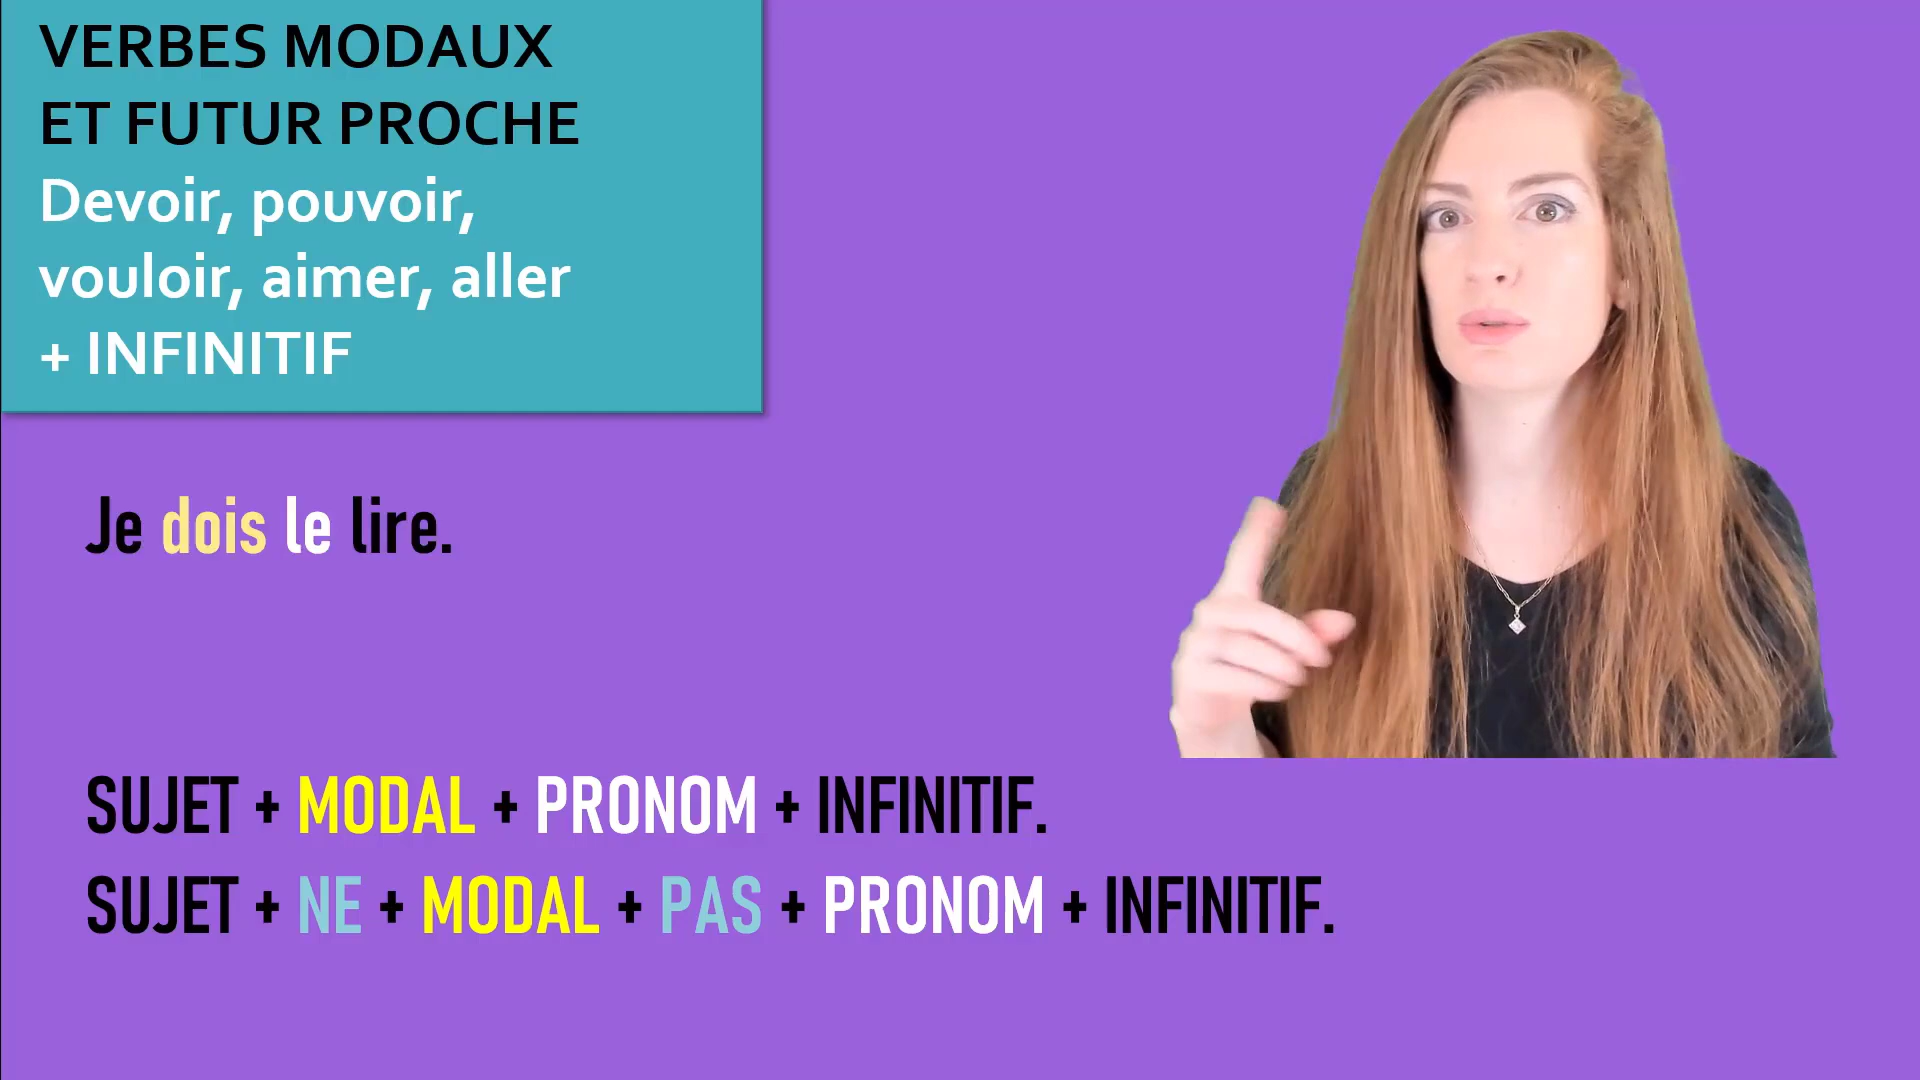 VERBES MODAUX
ET FUTUR PROCHE
Devoir, pouvoir,
vouloir, aimer, aller
+ INFINITIF
Je dois le lire.
SUJET + MODAL + PRONOM + INFINITIF.
SUJET + NE + MODAL + PAS + PRONOM + INFINITIF.